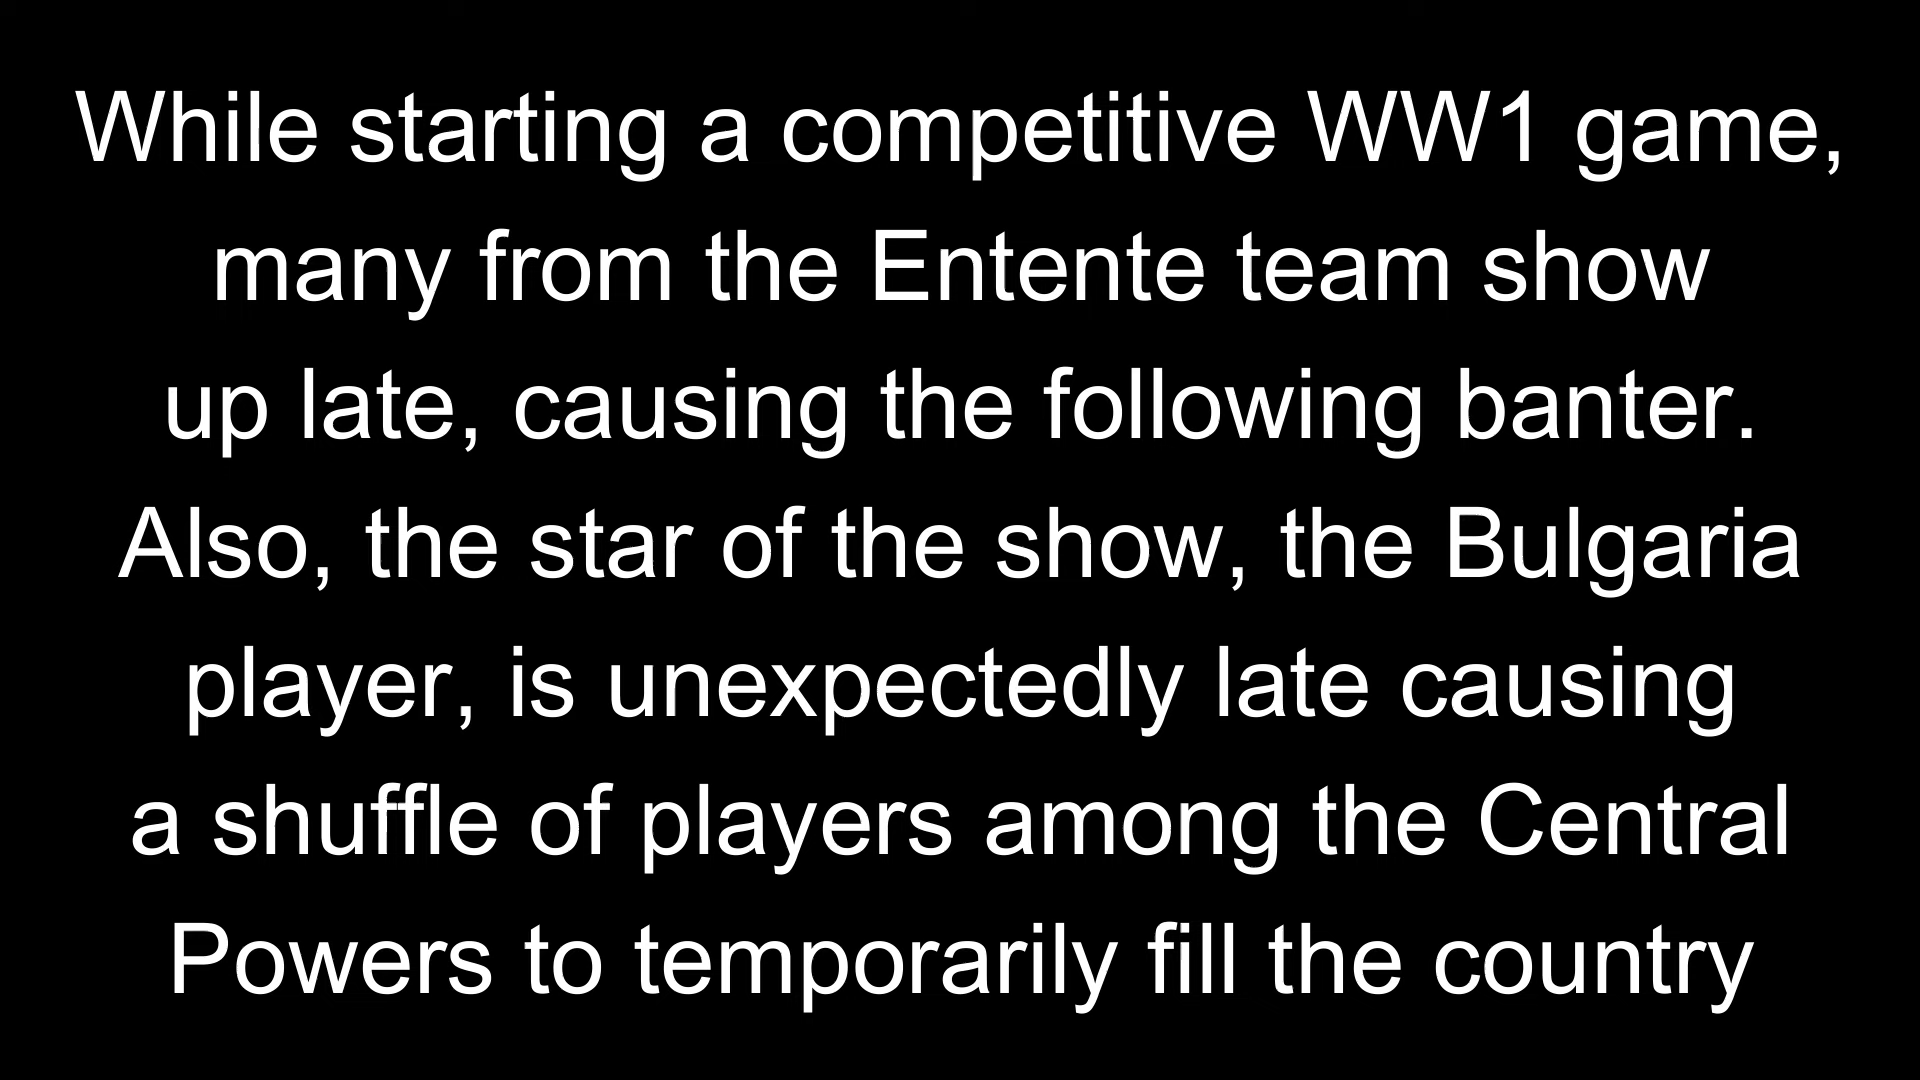 While starting a competitive WW1 game,
many from the Entente team show
up late, causing the following banter.
Also, the star of the show, the Bulgaria
player, is unexpectedly late causing
a shuffle of players among the Central
Powers to temporarily fill the country